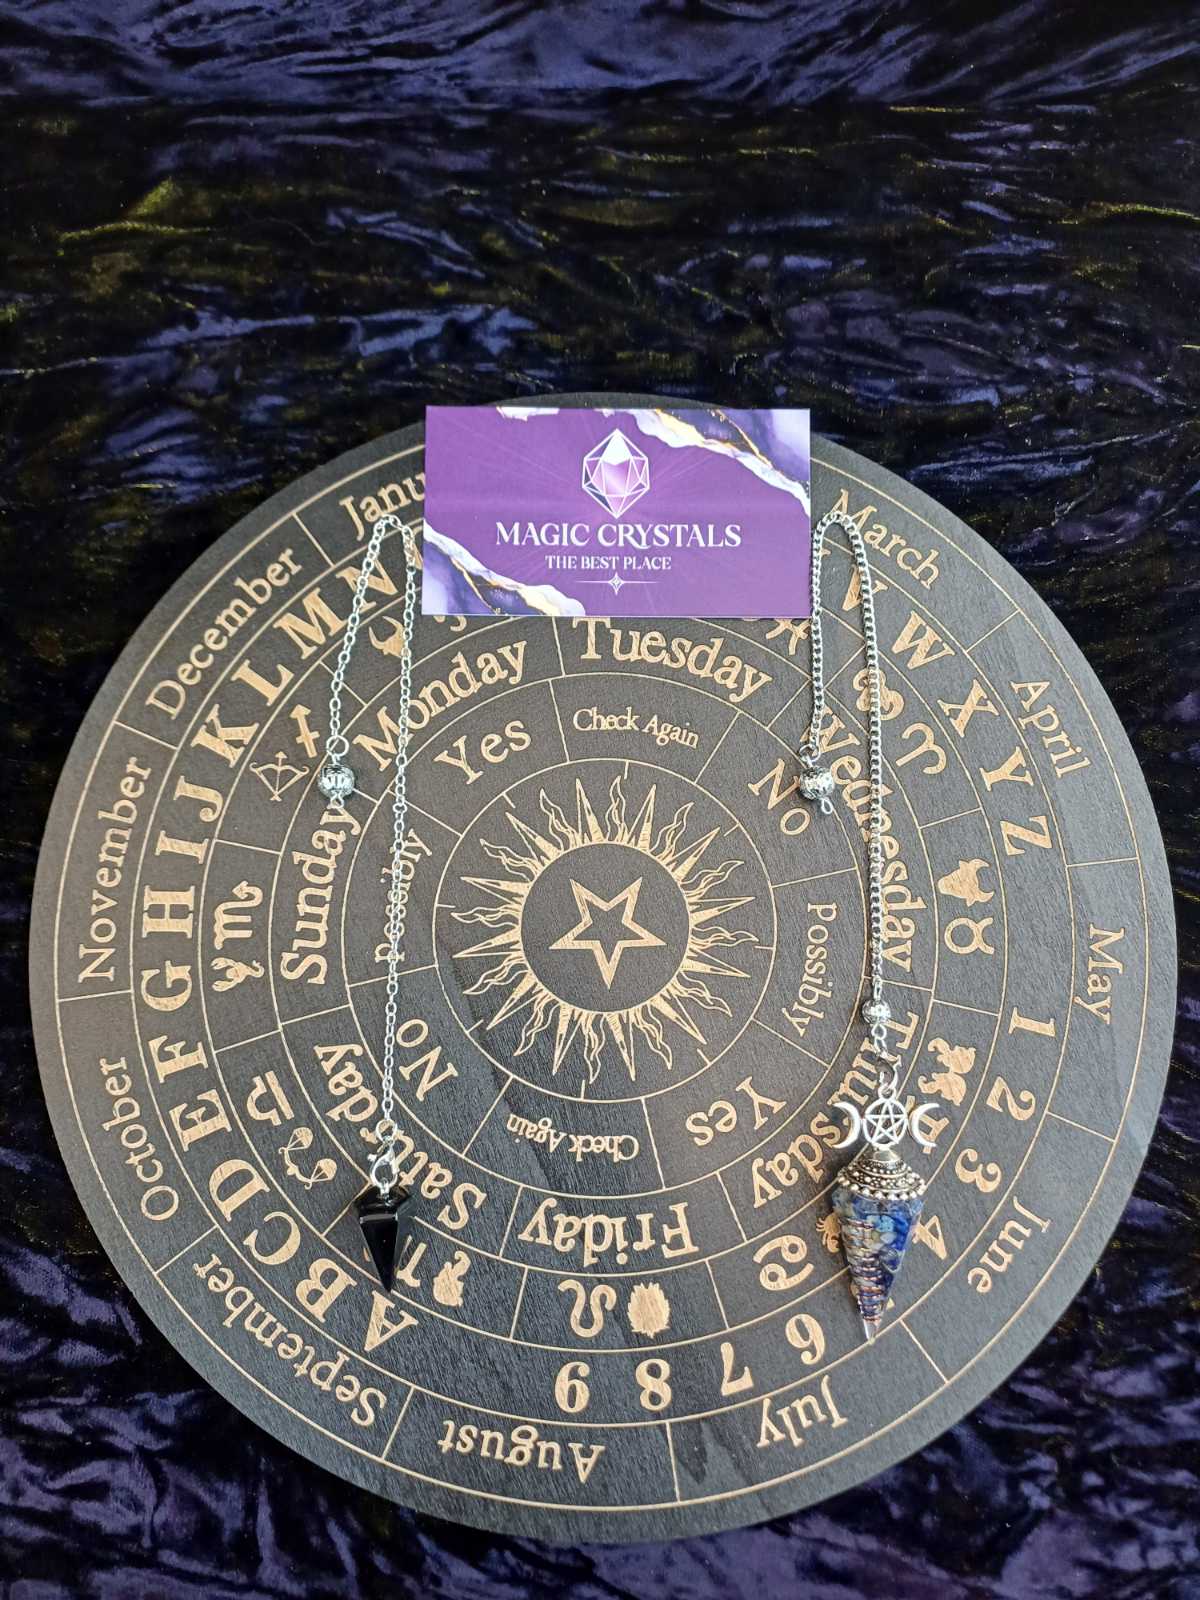 MAGIC CRYSTALS
THE BEST PLACE
Janu
March
April
May
June
July
August
September
October
November
December
A B C D E F G H I J K L M N
V W X Y Z
1 2 3 4
6 7 8 9
Monday
Tuesday
Wednesday
Thursday
Friday
Saturday
Sunday
Yes
Check Again
No
Possibly
Yes
Check Again
No
Possibly